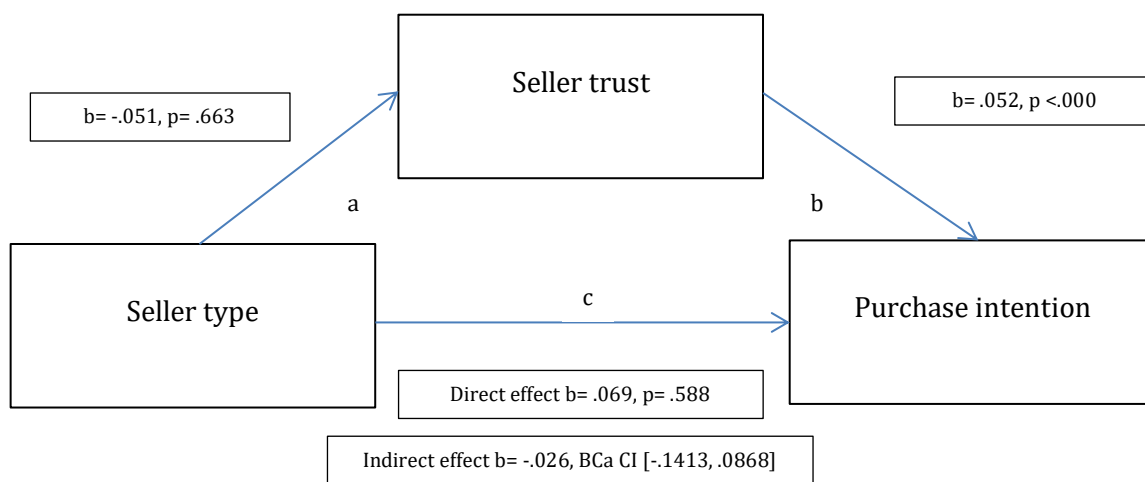 Seller trust
b= -.051, p= .663
b= .052, p <.000
a
b
Seller type
c
Purchase intention
Direct effect b= .069, p= .588
Indirect effect b= -.026, BCa CI [-.1413, .0868]